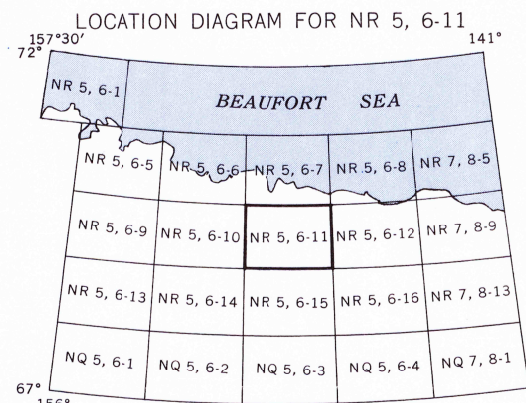 LOCATION DIAGRAM FOR NR 5, 6-11
157°30′ 141°
72°
NR 5, 6-1
BEAUFORT SEA
NR 5, 6-5 NR 5, 6-6 NR 5, 6-7 NR 5, 6-8 NR 7, 8-5
NR 5, 6-9 NR 5, 6-10 NR 5, 6-11 NR 5, 6-12 NR 7, 8-9
NR 5, 6-13 NR 5, 6-14 NR 5, 6-15 NR 5, 6-16 NR 7, 8-13
NQ 5, 6-1 NQ 5, 6-2 NQ 5, 6-3 NQ 5, 6-4 NQ 7, 8-1
67°
156°